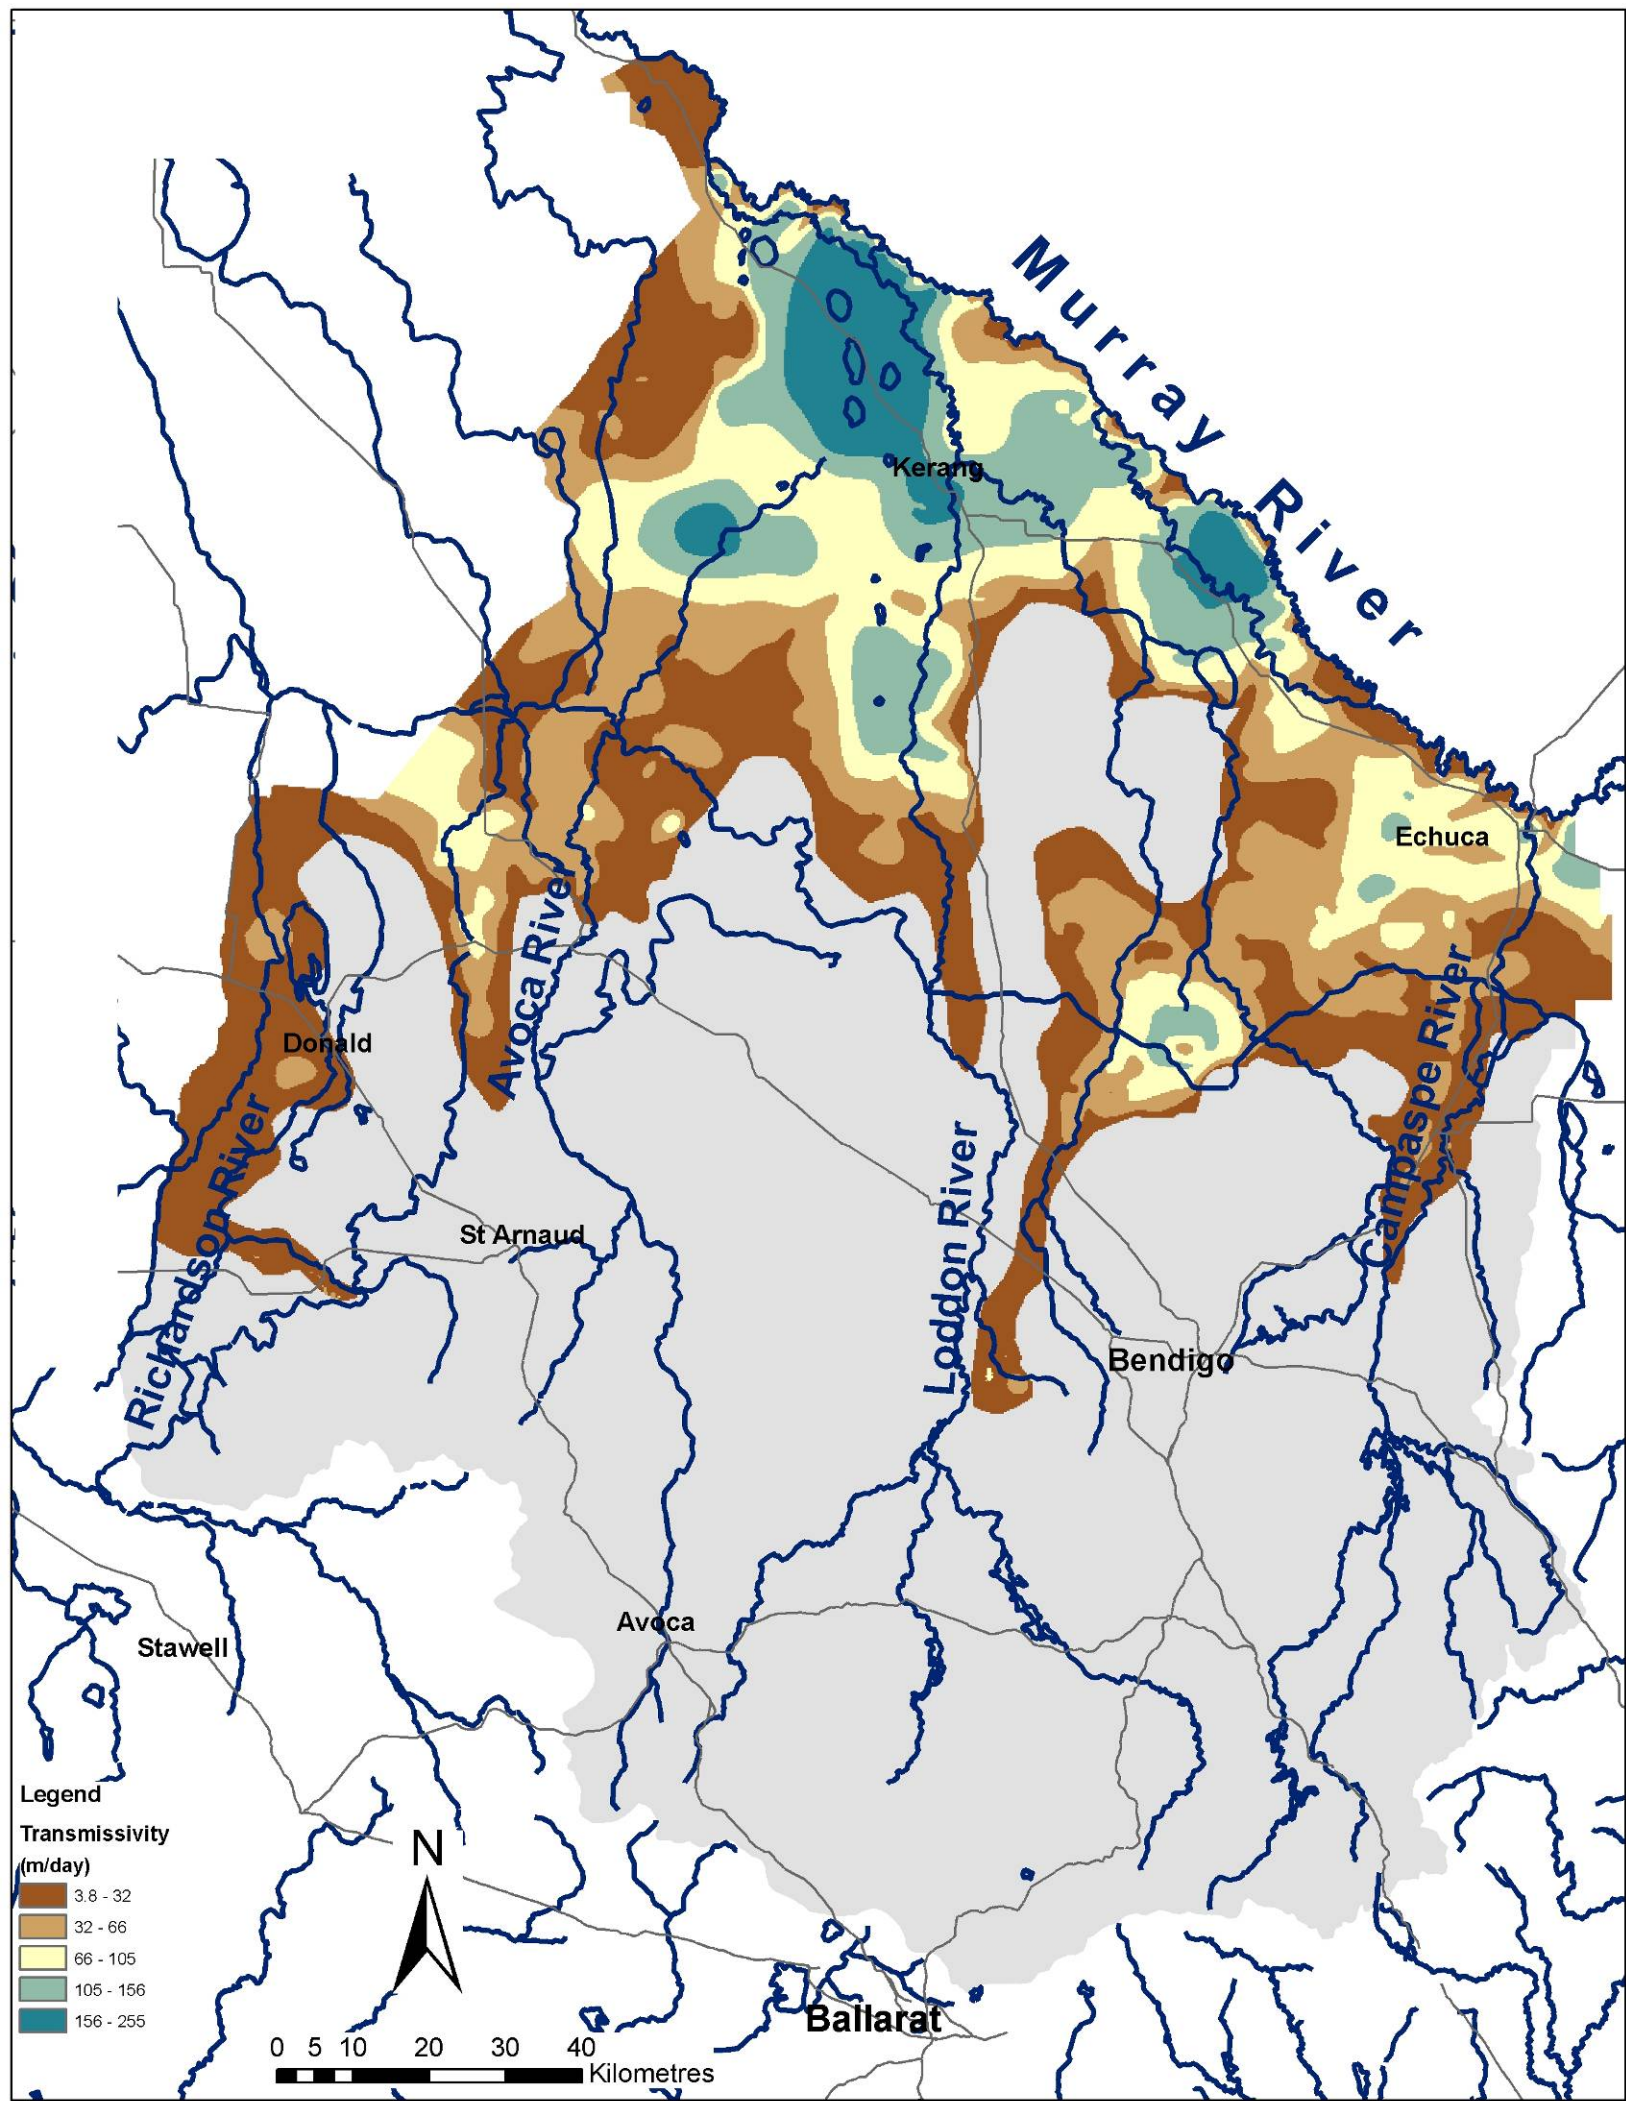 Murray River
Kerang
Echuca
Avoca River
Donald
Richardson River
Campaspe River
Loddon River
St Arnaud
Bendigo
Avoca
Stawell
Legend
Transmissivity
(m/day)
3.8 - 32
32 - 66
66 - 105
105 - 156
156 - 255
N
Ballarat
0 5 10 20 30 40
Kilometres